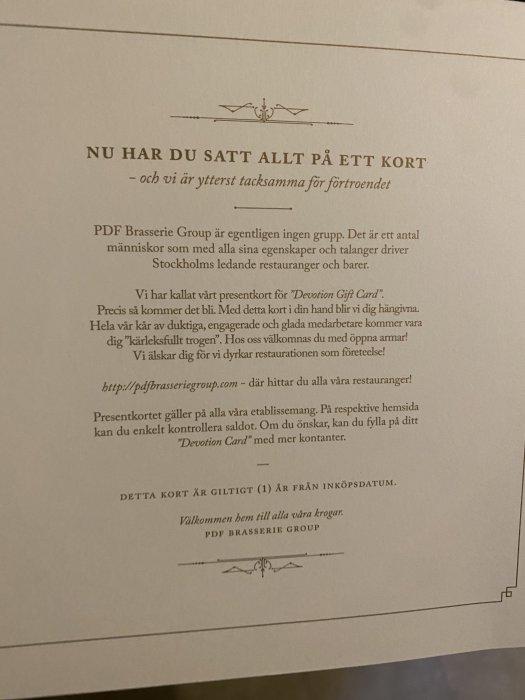 NU HAR DU SATT ALLT PÅ ETT KORT
– och vi är ytterst tacksamma för förtroendet
PDF Brasserie Group är egentligen ingen grupp. Det är ett antal
människor som med alla sina egenskaper och talanger driver
Stockholms ledande restauranger och barer.
Vi har kallat vårt presentkort för "Devotion Gift Card".
Precis så kommer det bli. Med detta kort i din hand blir vi dig hängivna.
Hela vår kår av duktiga, engagerade och glada medarbetare kommer vara
dig "kärleksfullt trogen". Hos oss välkomnas du med öppna armar!
Vi älskar dig för vi dyrkar restaurationen som företeelse!
http://pdfbrasseriegroup.com – där hittar du alla våra restauranger!
Presentkortet gäller på alla våra etablissemang. På respektive hemsida
kan du enkelt kontrollera saldot. Om du önskar, kan du fylla på ditt
"Devotion Card" med mer kontanter.
DETTA KORT ÄR GILTIGT (1) ÅR FRÅN INKÖPSDATUM.
Välkommen hem till alla våra krogar.
PDF BRASSERIE GROUP